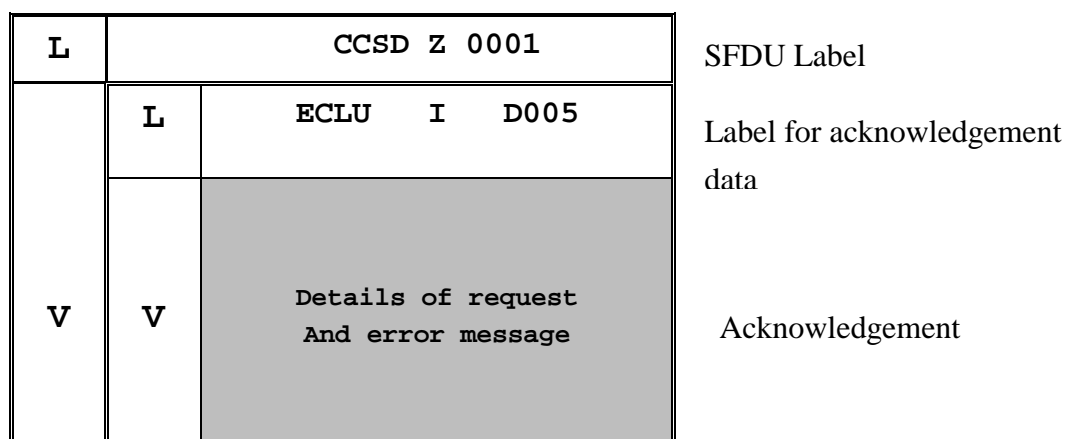 L CCSD Z 0001 SFDU Label
L ECLU I D005 Label for acknowledgement
data
V V Details of request
And error message Acknowledgement